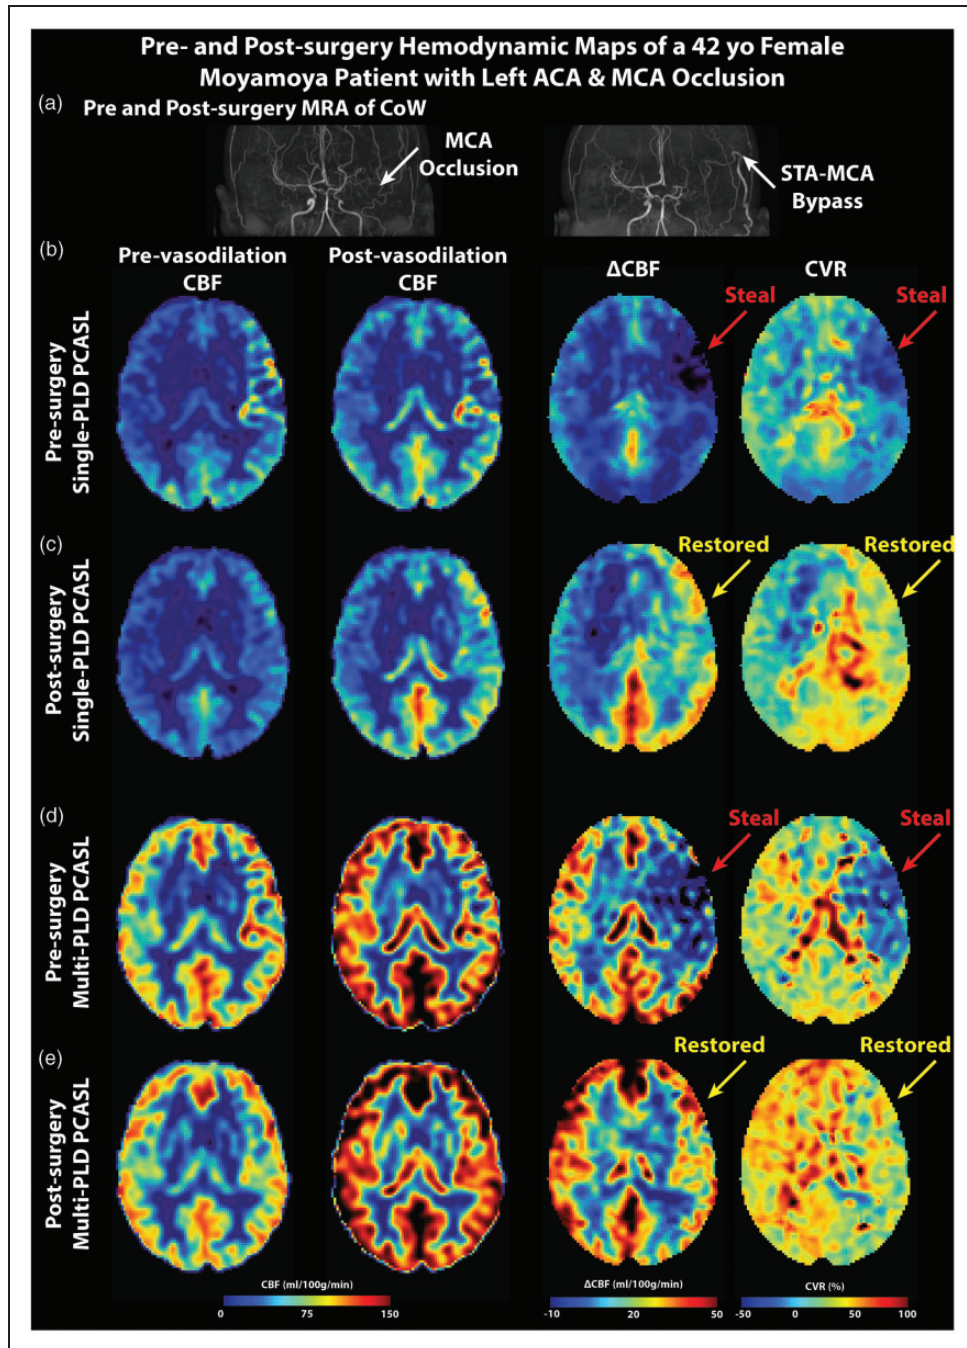 Pre- and Post-surgery Hemodynamic Maps of a 42 yo Female
Moyamoya Patient with Left ACA & MCA Occlusion
(a) Pre and Post-surgery MRA of CoW
MCA
Occlusion
STA-MCA
Bypass
(b)
Pre-vasodilation
CBF
Post-vasodilation
CBF
ΔCBF
CVR
Steal
Steal
Pre-surgery
Single-PLD PCASL
(c)
Restored
Restored
Post-surgery
Single-PLD PCASL
(d)
Steal
Steal
Pre-surgery
Multi-PLD PCASL
(e)
Restored
Restored
Post-surgery
Multi-PLD PCASL
CBF (ml/100g/min)
0 75 150
ΔCBF (ml/100g/min)
-10 20 50
CVR (%)
-50 0 50 100